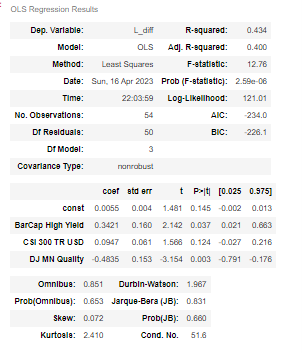 OLS Regression Results
Dep. Variable: L_diff R-squared: 0.434
Model: OLS Adj. R-squared: 0.400
Method: Least Squares F-statistic: 12.76
Date: Sun, 16 Apr 2023 Prob (F-statistic): 2.59e-06
Time: 22:03:59 Log-Likelihood: 121.01
No. Observations: 54 AIC: -234.0
Df Residuals: 50 BIC: -226.1
Df Model: 3
Covariance Type: nonrobust
coef std err t P>|t| [0.025 0.975]
const 0.0055 0.004 1.481 0.145 -0.002 0.013
BarCap High Yield 0.3421 0.160 2.142 0.037 0.021 0.663
CSI 300 TR USD 0.0947 0.061 1.566 0.124 -0.027 0.216
DJ MN Quality -0.4835 0.153 -3.154 0.003 -0.791 -0.176
Omnibus: 0.851 Durbin-Watson: 1.967
Prob(Omnibus): 0.653 Jarque-Bera (JB): 0.831
Skew: 0.072 Prob(JB): 0.660
Kurtosis: 2.410 Cond. No. 51.6